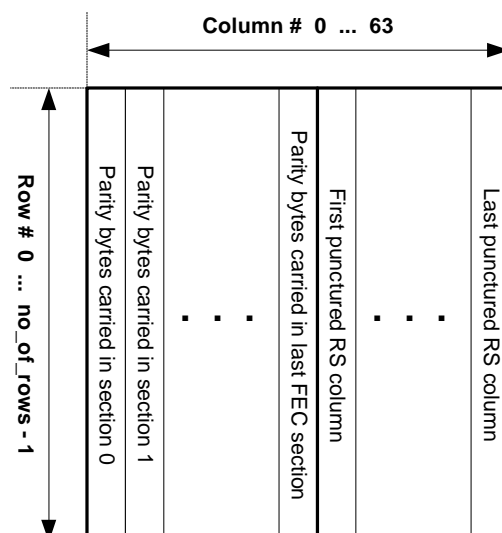 Column # 0 ... 63
Row # 0 ... no_of_rows - 1
Parity bytes carried in section 0
Parity bytes carried in section 1
. . .
Parity bytes carried in last FEC section
First punctured RS column
. . .
Last punctured RS column